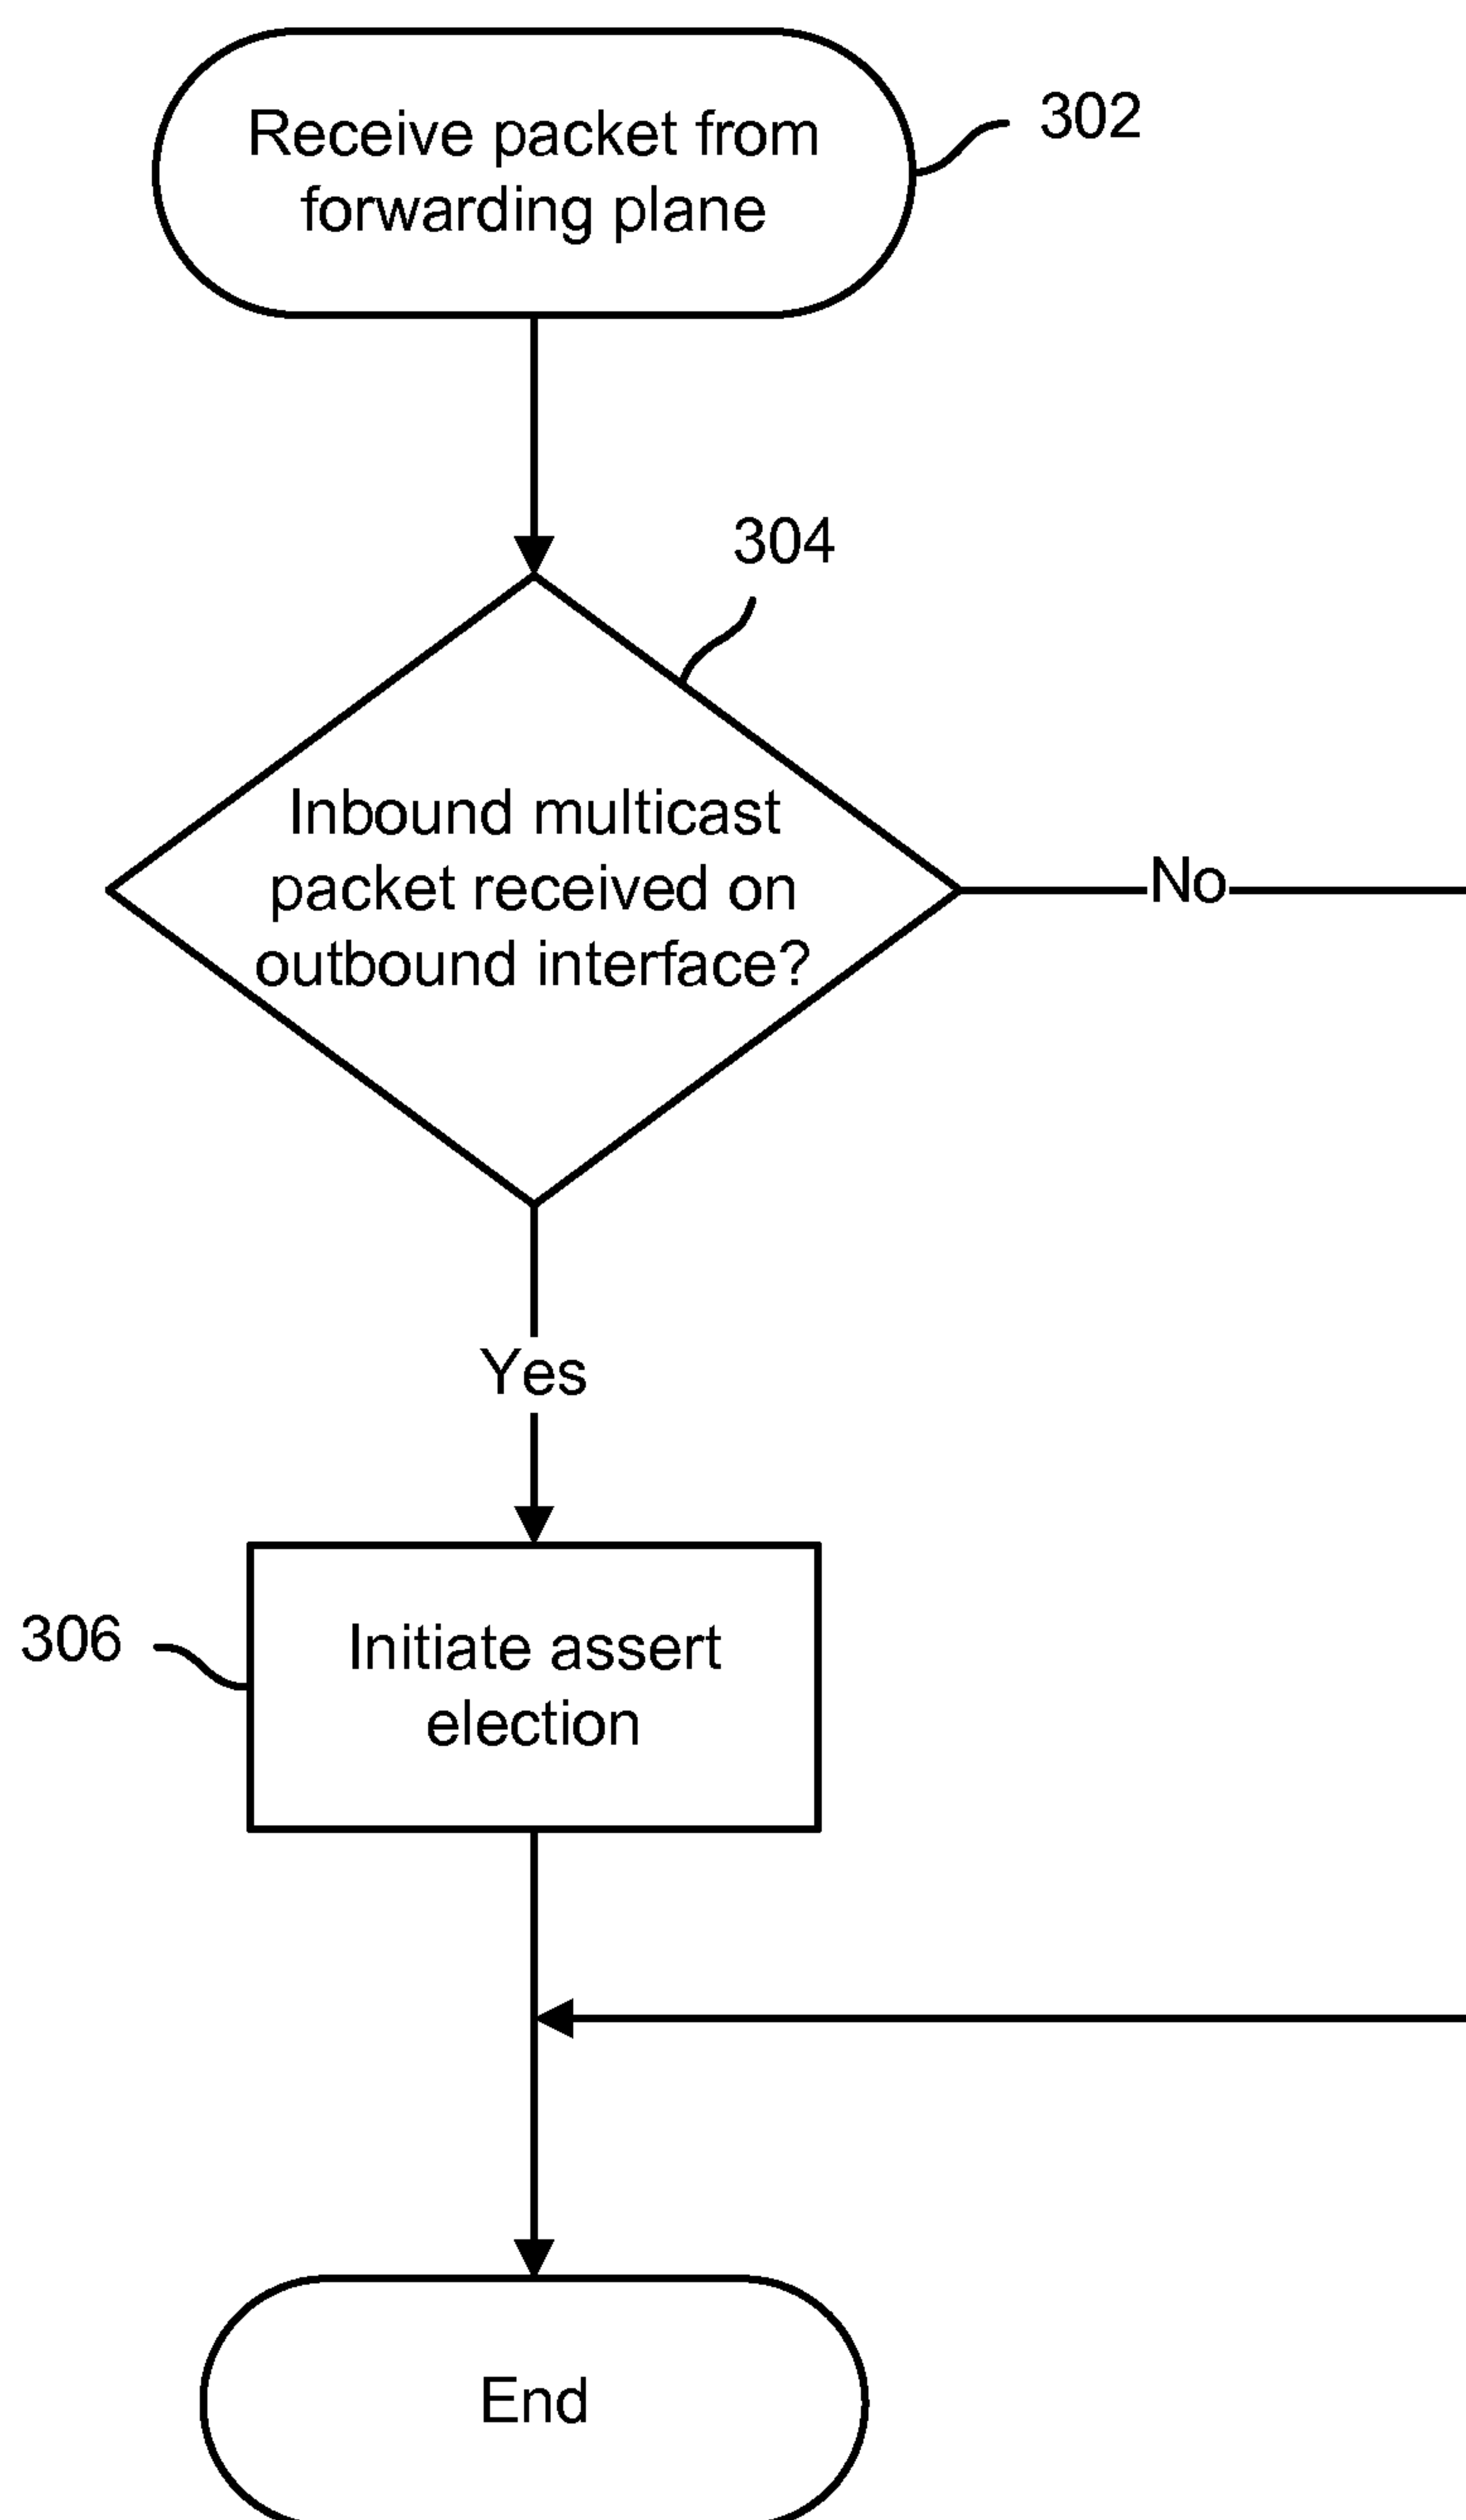 Receive packet from
forwarding plane
302
304
Inbound multicast
packet received on
outbound interface?
No
Yes
306
Initiate assert
election
End